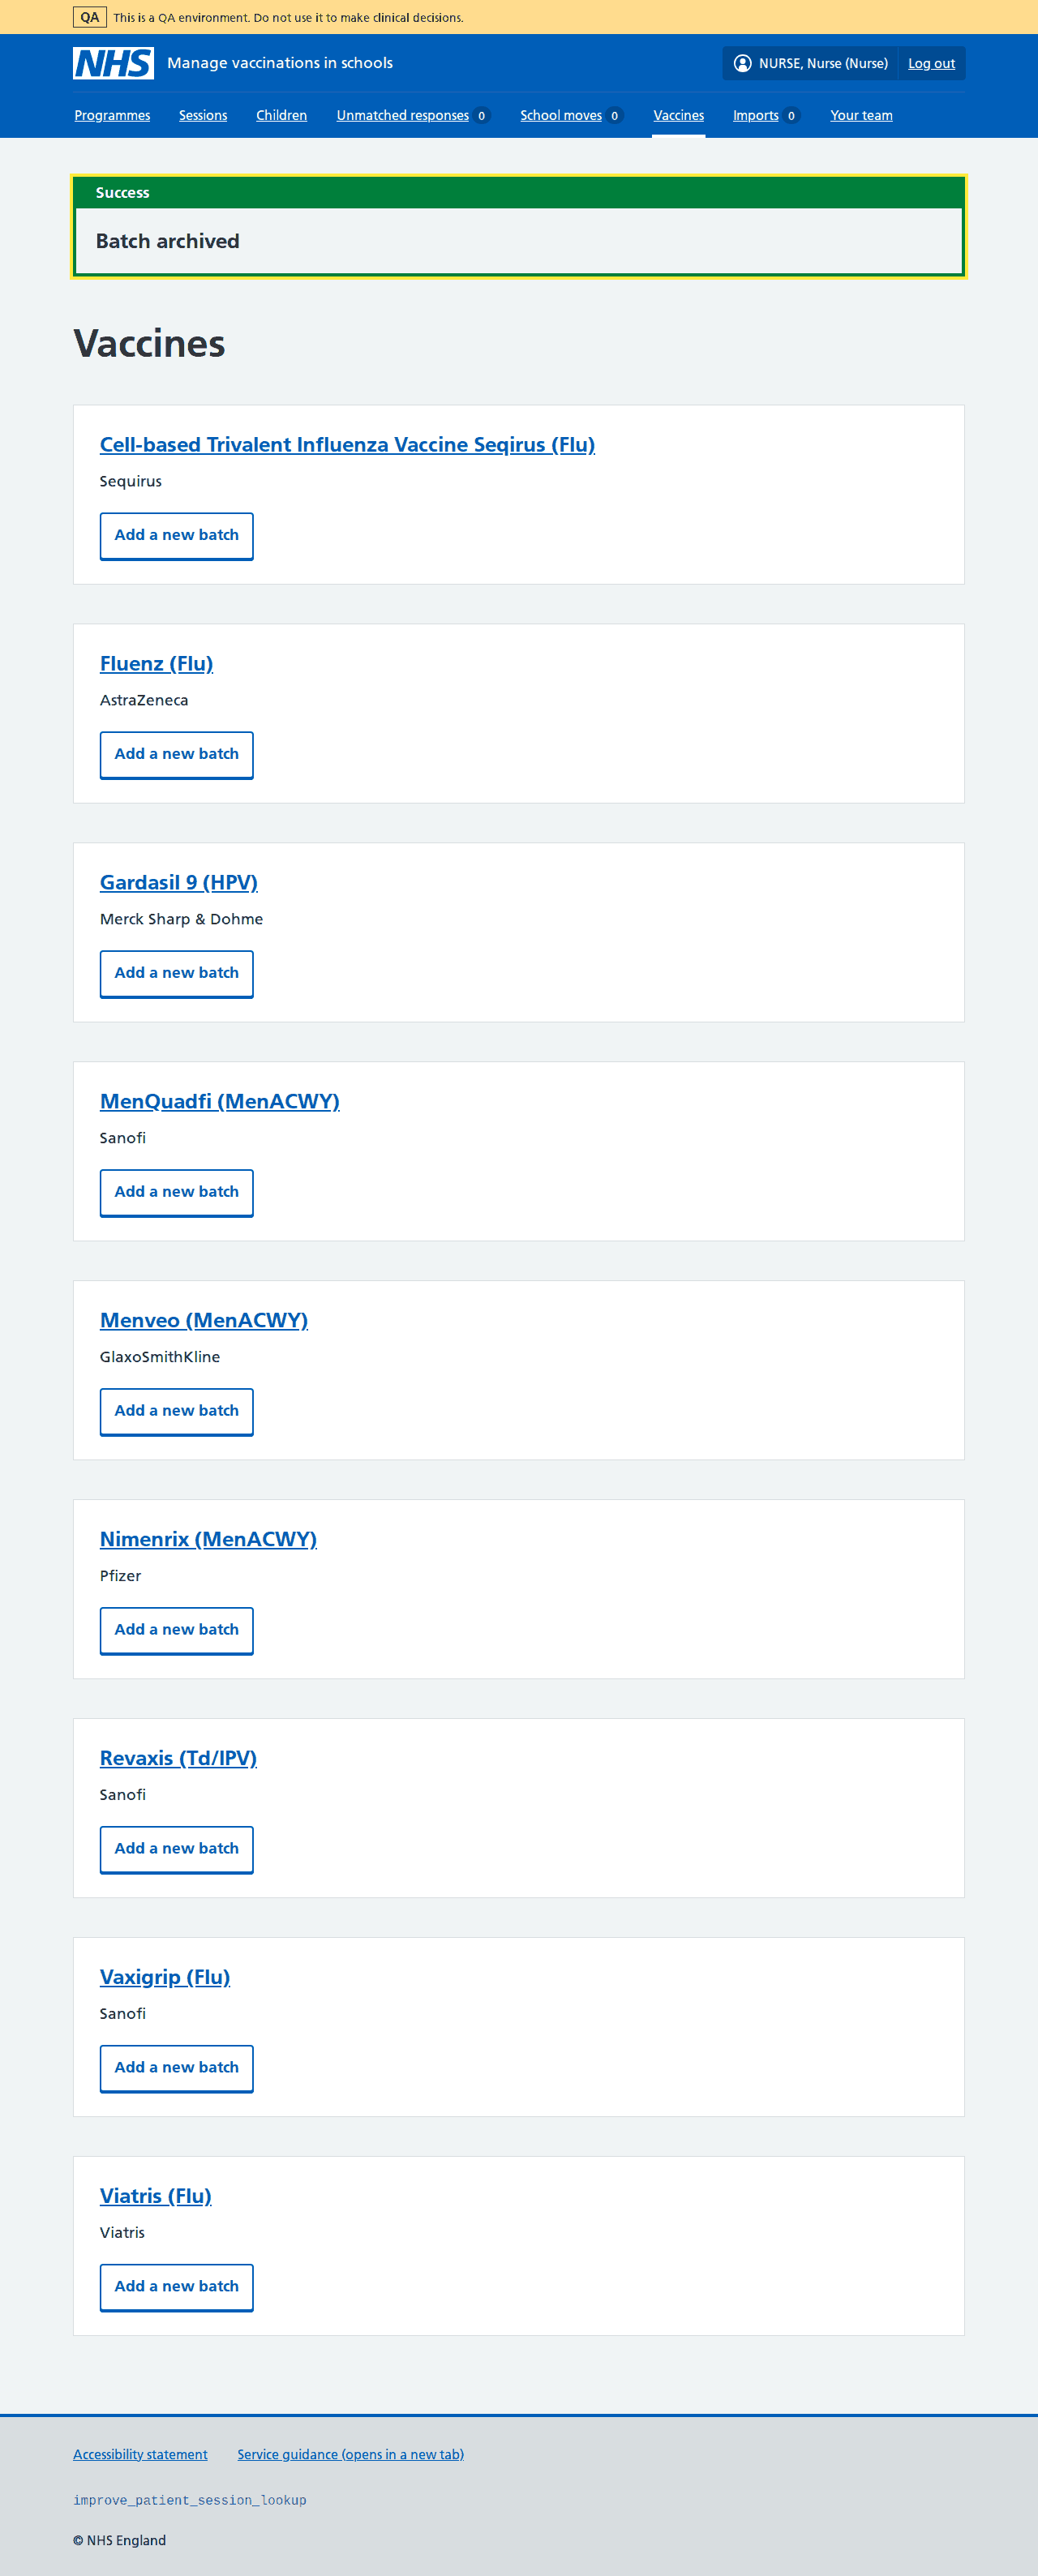 QA This is a QA environment. Do not use it to make clinical decisions.
NHS Manage vaccinations in schools NURSE, Nurse (Nurse) Log out
Programmes Sessions Children Unmatched responses 0 School moves 0 Vaccines Imports 0 Your team
Success
Batch archived
Vaccines
Cell-based Trivalent Influenza Vaccine Seqirus (Flu)
Sequirus
Add a new batch
Fluenz (Flu)
AstraZeneca
Add a new batch
Gardasil 9 (HPV)
Merck Sharp & Dohme
Add a new batch
MenQuadfi (MenACWY)
Sanofi
Add a new batch
Menveo (MenACWY)
GlaxoSmithKline
Add a new batch
Nimenrix (MenACWY)
Pfizer
Add a new batch
Revaxis (Td/IPV)
Sanofi
Add a new batch
Vaxigrip (Flu)
Sanofi
Add a new batch
Viatris (Flu)
Viatris
Add a new batch
Accessibility statement Service guidance (opens in a new tab)
improve_patient_session_lookup
© NHS England